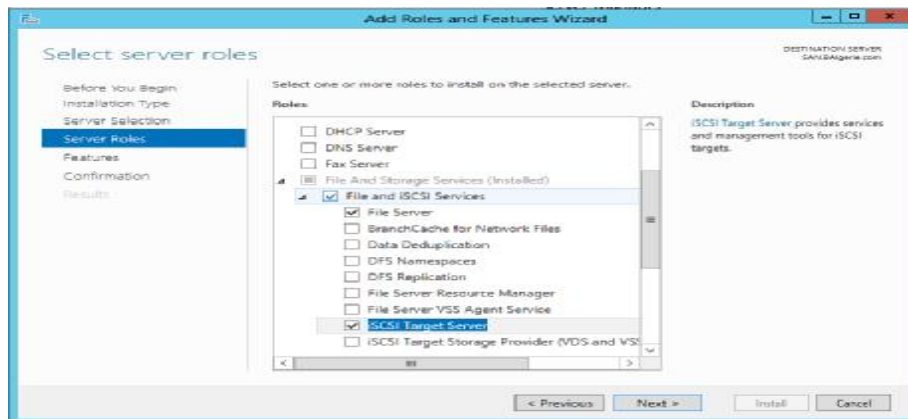 Add Roles and Features Wizard
Select server roles
DESTINATION SERVER
Before You Begin
Installation Type
Server Selection
Server Roles
Features
Confirmation
Results
Select one or more roles to install on the selected server.
Roles
DHCP Server
DNS Server
Fax Server
File And Storage Services (Installed)
File and iSCSI Services
File Server
BranchCache for Network Files
Data Deduplication
DFS Namespaces
DFS Replication
File Server Resource Manager
File Server VSS Agent Service
iSCSI Target Server
iSCSI Target Storage Provider (VDS and VSS
Description
iSCSI Target Server provides services
and management tools for iSCSI
targets.
< Previous
Next >
Install
Cancel